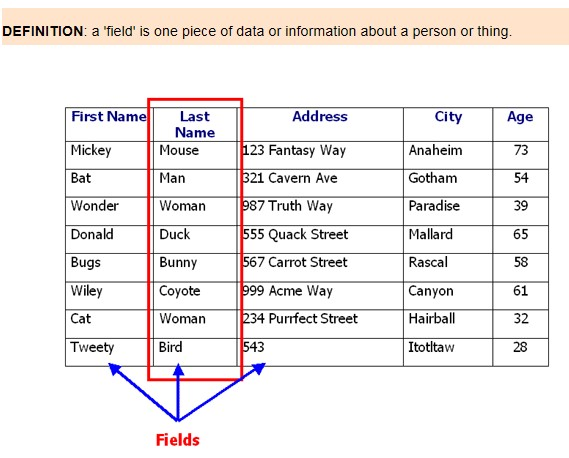 DEFINITION: a 'field' is one piece of data or information about a person or thing.
First Name Last Name Address City Age
Mickey Mouse 123 Fantasy Way Anaheim 73
Bat Man 321 Cavern Ave Gotham 54
Wonder Woman 987 Truth Way Paradise 39
Donald Duck 555 Quack Street Mallard 65
Bugs Bunny 567 Carrot Street Rascal 58
Wiley Coyote 999 Acme Way Canyon 61
Cat Woman 234 Purrfect Street Hairball 32
Tweety Bird 543 Itotltaw 28
Fields